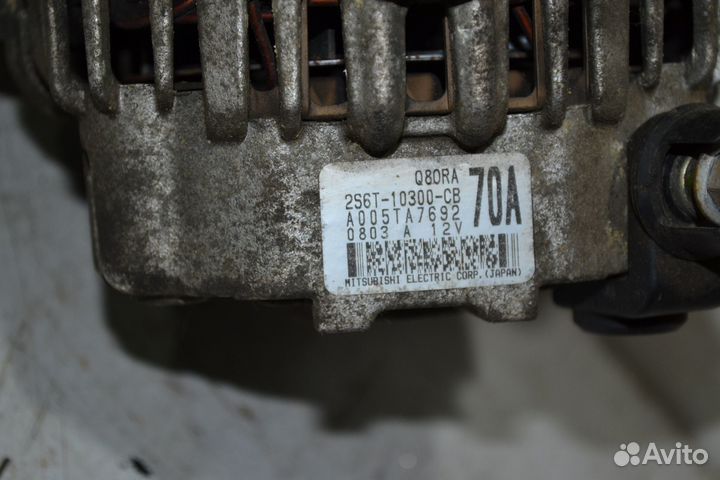 Q80RA
2S6T-10300-CB 70A
A005TA7692
0803 A 12V
MITSUBISHI ELECTRIC CORP.(JAPAN)
Avito